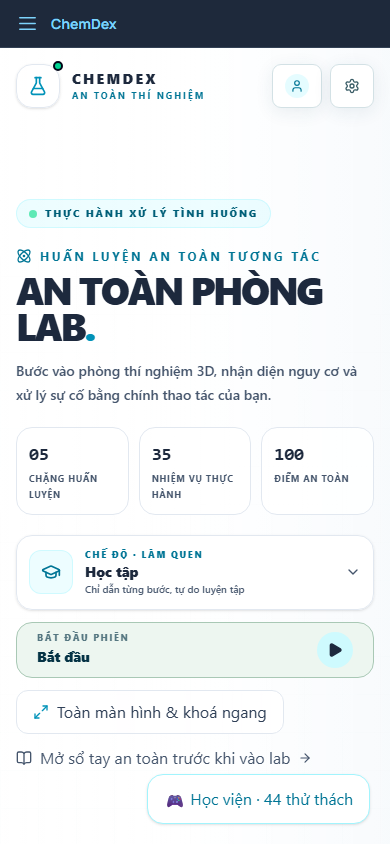 ChemDex
CHEMDEX
AN TOÀN THÍ NGHIỆM
THỰC HÀNH XỬ LÝ TÌNH HUỐNG
HUẤN LUYỆN AN TOÀN TƯƠNG TÁC
AN TOÀN PHÒNG
LAB.
Bước vào phòng thí nghiệm 3D, nhận diện nguy cơ và
xử lý sự cố bằng chính thao tác của bạn.
05
CHẶNG HUẤN
LUYỆN
35
NHIỆM VỤ THỰC
HÀNH
100
ĐIỂM AN TOÀN
CHẾ ĐỘ · LÀM QUEN
Học tập
Chỉ dẫn từng bước, tự do luyện tập
BẮT ĐẦU PHIÊN
Bắt đầu
Toàn màn hình & khoá ngang
Mở sổ tay an toàn trước khi vào lab →
Học viện · 44 thử thách